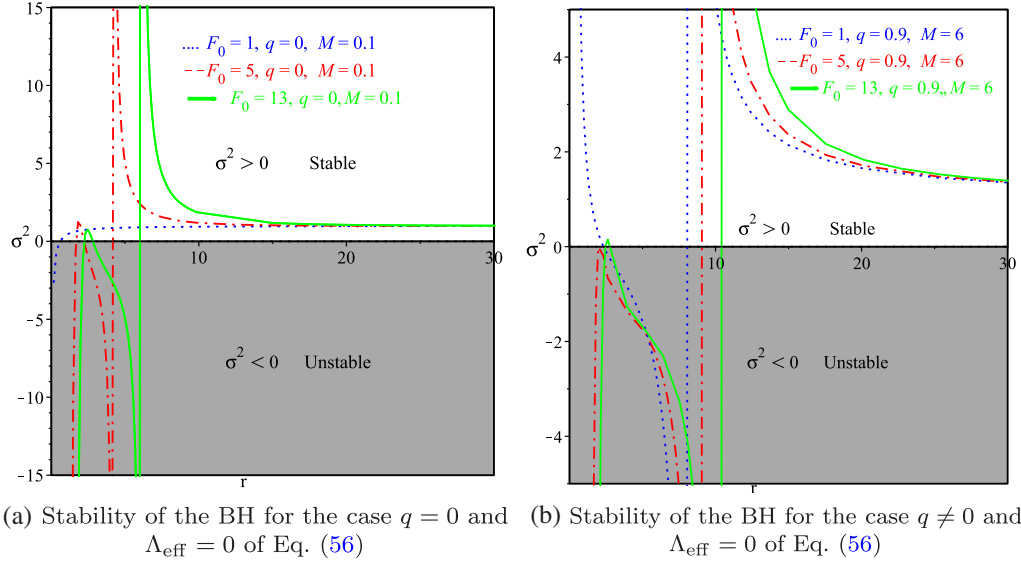 15
10
5
0
−5
−10
−15
σ²
10
20
30
r
.... F₀ = 1, q = 0, M = 0.1
--- F₀ = 5, q = 0, M = 0.1
F₀ = 13, q = 0, M = 0.1
σ² > 0 Stable
σ² < 0 Unstable
(a) Stability of the BH for the case q = 0 and
Λeff = 0 of Eq. (56)
4
2
0
−2
−4
σ²
10
20
30
r
.... F₀ = 1, q = 0.9, M = 6
--- F₀ = 5, q = 0.9, M = 6
F₀ = 13, q = 0.9,, M = 6
σ² > 0 Stable
σ² < 0 Unstable
(b) Stability of the BH for the case q ≠ 0 and
Λeff = 0 of Eq. (56)